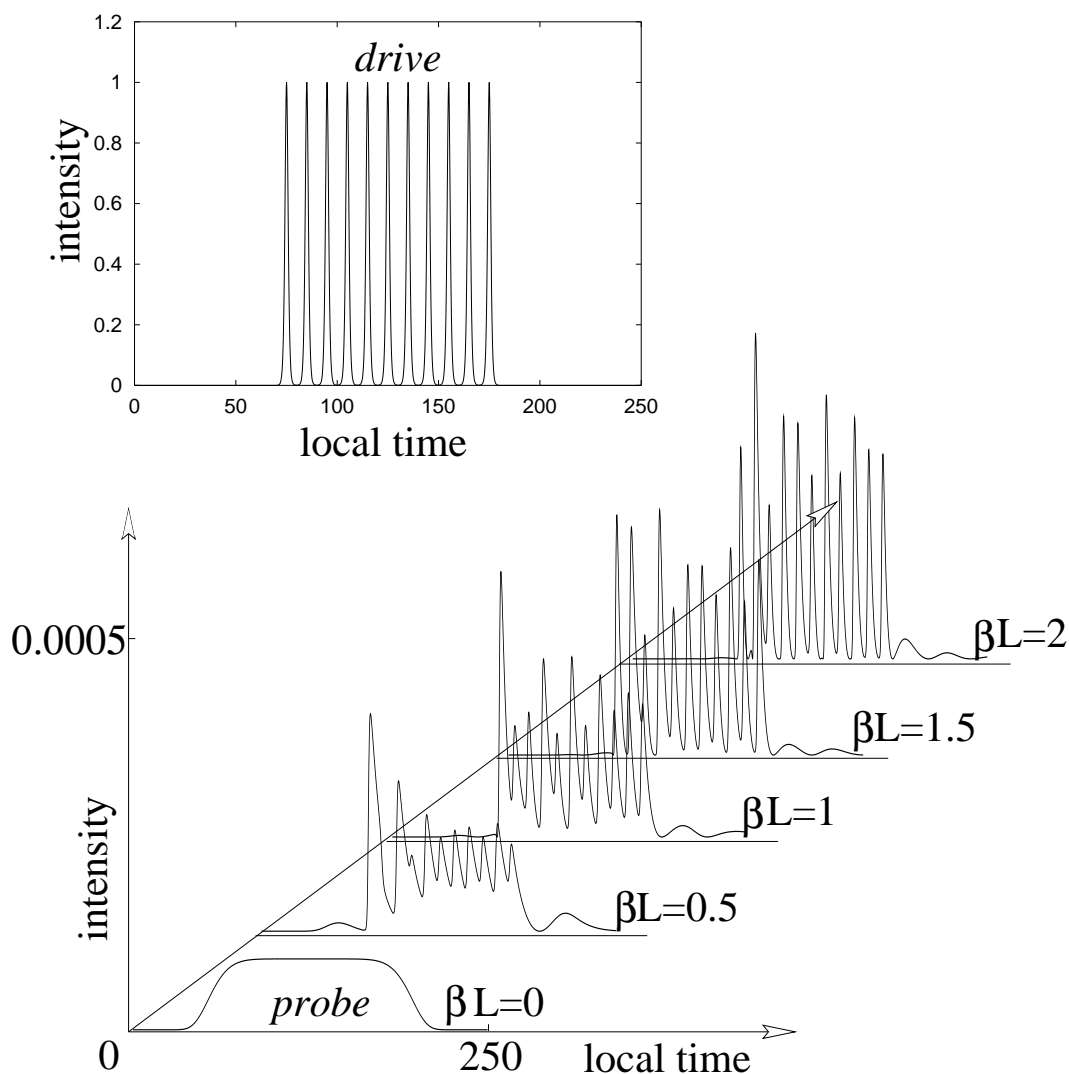 1.2
drive
1
0.8
0.6
0.4
0.2
0
intensity
0 50 100 150 200 250
local time
0.0005
intensity
βL=2
βL=1.5
βL=1
βL=0.5
β L=0
probe
0 250 local time